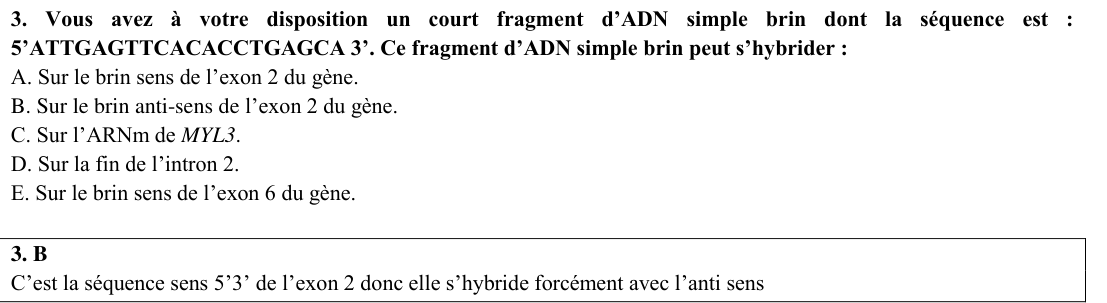 3. Vous avez à votre disposition un court fragment d’ADN simple brin dont la séquence est :
5’ATTGAGTTCACACCTGAGCA 3’. Ce fragment d’ADN simple brin peut s’hybrider :
A. Sur le brin sens de l’exon 2 du gène.
B. Sur le brin anti-sens de l’exon 2 du gène.
C. Sur l’ARNm de MYL3.
D. Sur la fin de l’intron 2.
E. Sur le brin sens de l’exon 6 du gène.
3. B
C’est la séquence sens 5’3’ de l’exon 2 donc elle s’hybride forcément avec l’anti sens